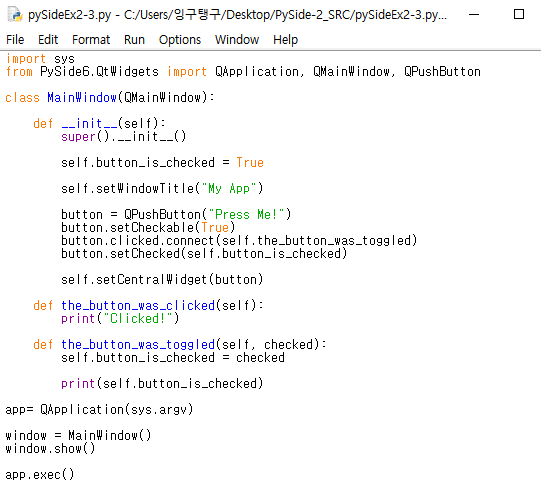 pySideEx2-3.py - C:/Users/잉구탱구/Desktop/PySide-2_SRC/pySideEx2-3.py...
File Edit Format Run Options Window Help
import sys
from PySide6.QtWidgets import QApplication, QMainWindow, QPushButton
class MainWindow(QMainWindow):
    def __init__(self):
        super().__init__()
        self.button_is_checked = True
        self.setWindowTitle("My App")
        button = QPushButton("Press Me!")
        button.setCheckable(True)
        button.clicked.connect(self.the_button_was_toggled)
        button.setChecked(self.button_is_checked)
        self.setCentralWidget(button)
    def the_button_was_clicked(self):
        print("Clicked!")
    def the_button_was_toggled(self, checked):
        self.button_is_checked = checked
        print(self.button_is_checked)
app= QApplication(sys.argv)
window = MainWindow()
window.show()
app.exec()